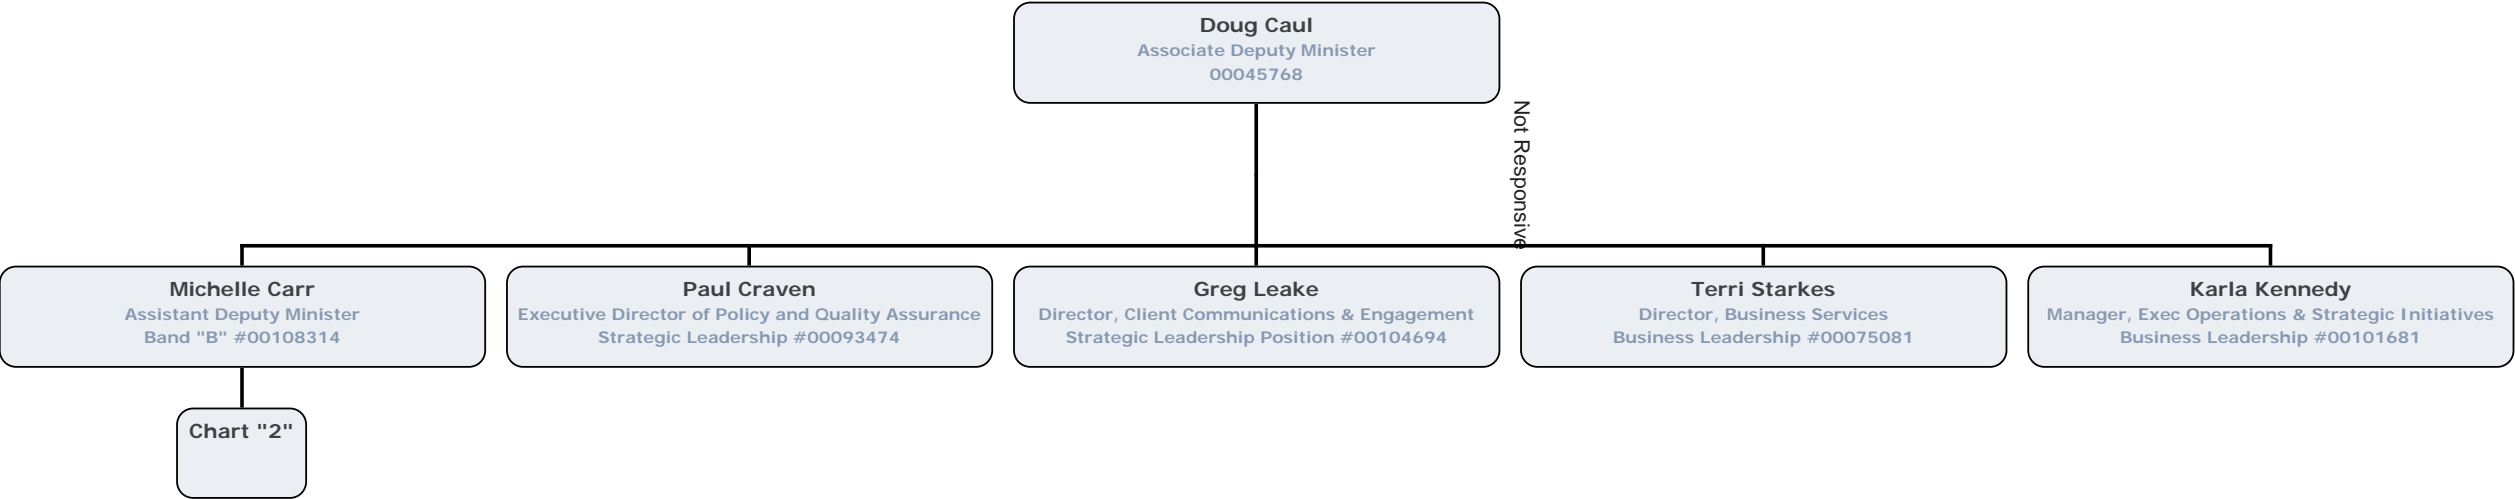 Doug Caul
Associate Deputy Minister
00045768
Not Responsive
Michelle Carr
Assistant Deputy Minister
Band "B" #00108314
Paul Craven
Executive Director of Policy and Quality Assurance
Strategic Leadership #00093474
Greg Leake
Director, Client Communications & Engagement
Strategic Leadership Position #00104694
Terri Starkes
Director, Business Services
Business Leadership #00075081
Karla Kennedy
Manager, Exec Operations & Strategic Initiatives
Business Leadership #00101681
Chart "2"